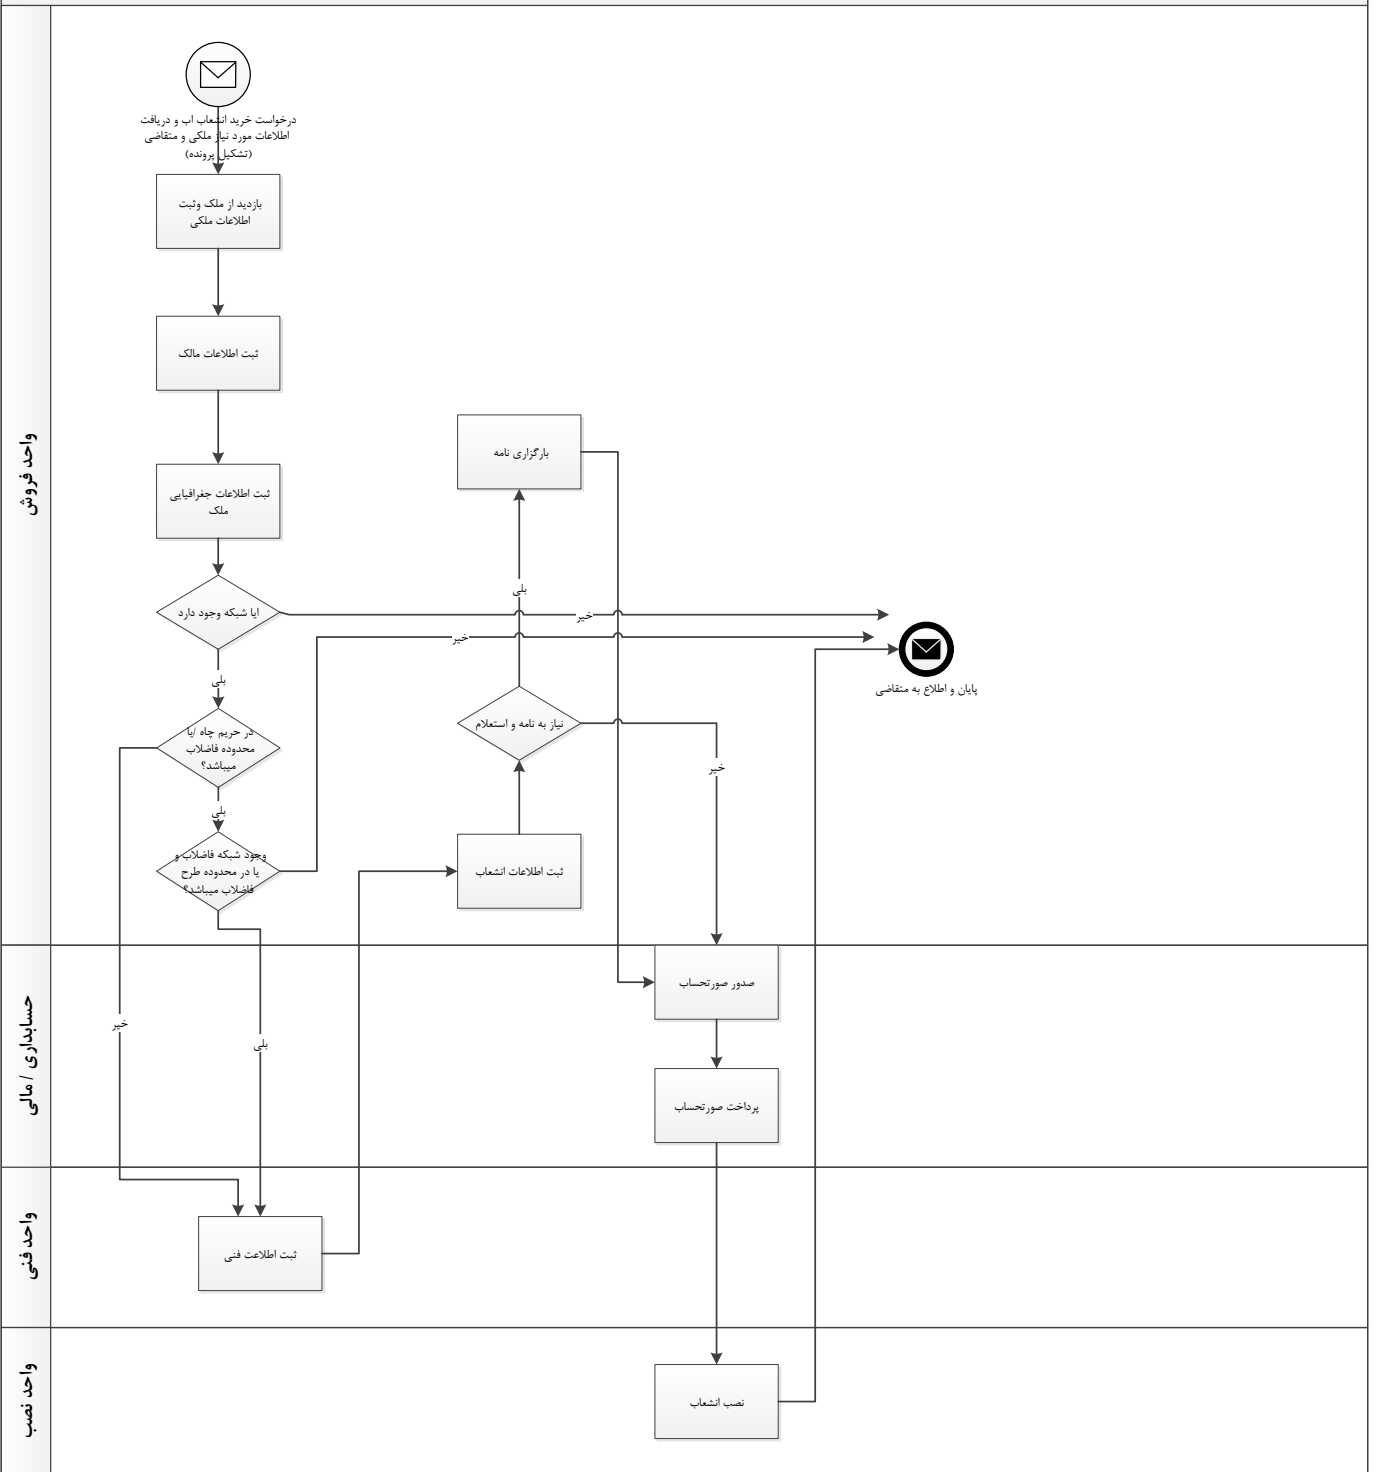 درخواست خرید انشعاب اب و دریافت
اطلاعات مورد نیاز ملکی و متقاضی
(تشکیل پرونده)
بازدید از ملک وثبت
اطلاعات ملکی
ثبت اطلاعات مالک
ثبت اطلاعات جغرافیایی
ملک
ایا شبکه وجود دارد
خیر
بلی
در حریم چاه /یا
محدوده فاضلاب
میباشد؟
خیر
بلی
وجود شبکه فاضلاب و
یا در محدوده طرح
فاضلاب میباشد؟
خیر
بلی
بارگزاری نامه
بلی
نیاز به نامه و استعلام
خیر
ثبت اطلاعات انشعاب
پایان و اطلاع به متقاضی
واحد فروش
صدور صورتحساب
پرداخت صورتحساب
حسابداری / مالی
ثبت اطلاعت فنی
واحد فنی
نصب انشعاب
واحد نصب